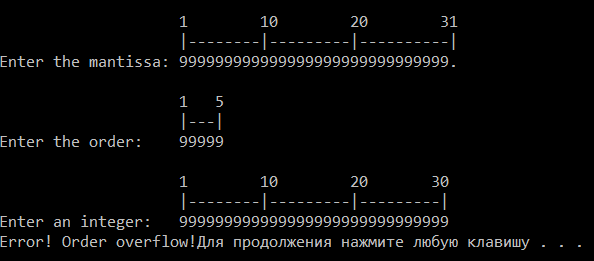 1        10        20         31
|--------|---------|----------|
Enter the mantissa: 999999999999999999999999999999.
1   5
|---|
Enter the order:    99999
1        10        20        30
|--------|---------|---------|
Enter an integer:   999999999999999999999999999999
Error! Order overflow!Для продолжения нажмите любую клавишу . . .